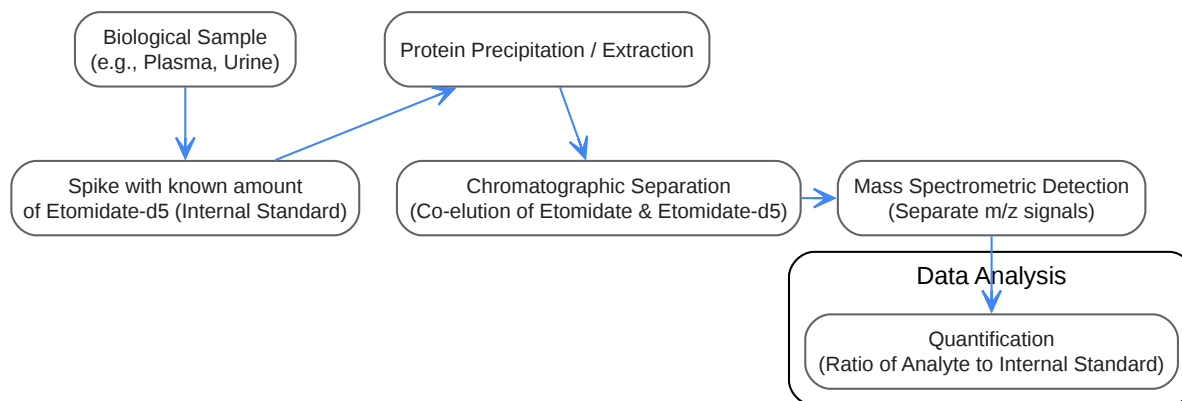 Biological Sample
(e.g., Plasma, Urine)
Spike with known amount
of Etomidate-d5 (Internal Standard)
Protein Precipitation / Extraction
Chromatographic Separation
(Co-elution of Etomidate & Etomidate-d5)
Mass Spectrometric Detection
(Separate m/z signals)
Data Analysis
Quantification
(Ratio of Analyte to Internal Standard)